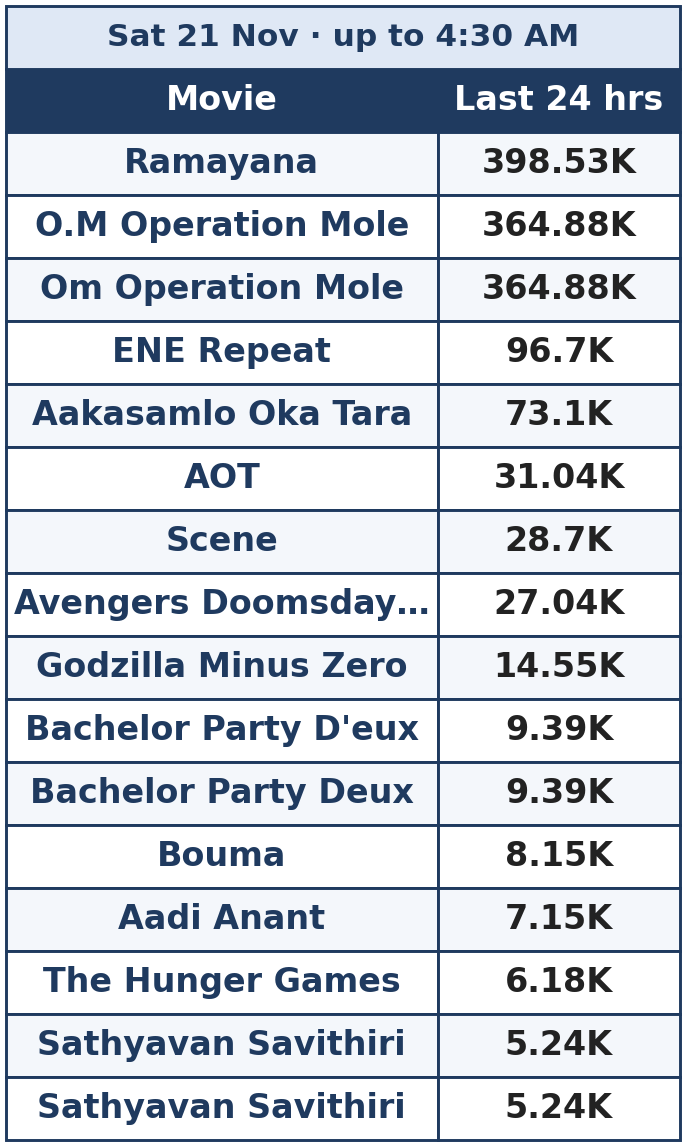 Sat 21 Nov · up to 4:30 AM
Movie Last 24 hrs
Ramayana 398.53K
O.M Operation Mole 364.88K
Om Operation Mole 364.88K
ENE Repeat 96.7K
Aakasamlo Oka Tara 73.1K
AOT 31.04K
Scene 28.7K
Avengers Doomsday... 27.04K
Godzilla Minus Zero 14.55K
Bachelor Party D'eux 9.39K
Bachelor Party Deux 9.39K
Bouma 8.15K
Aadi Anant 7.15K
The Hunger Games 6.18K
Sathyavan Savithiri 5.24K
Sathyavan Savithiri 5.24K